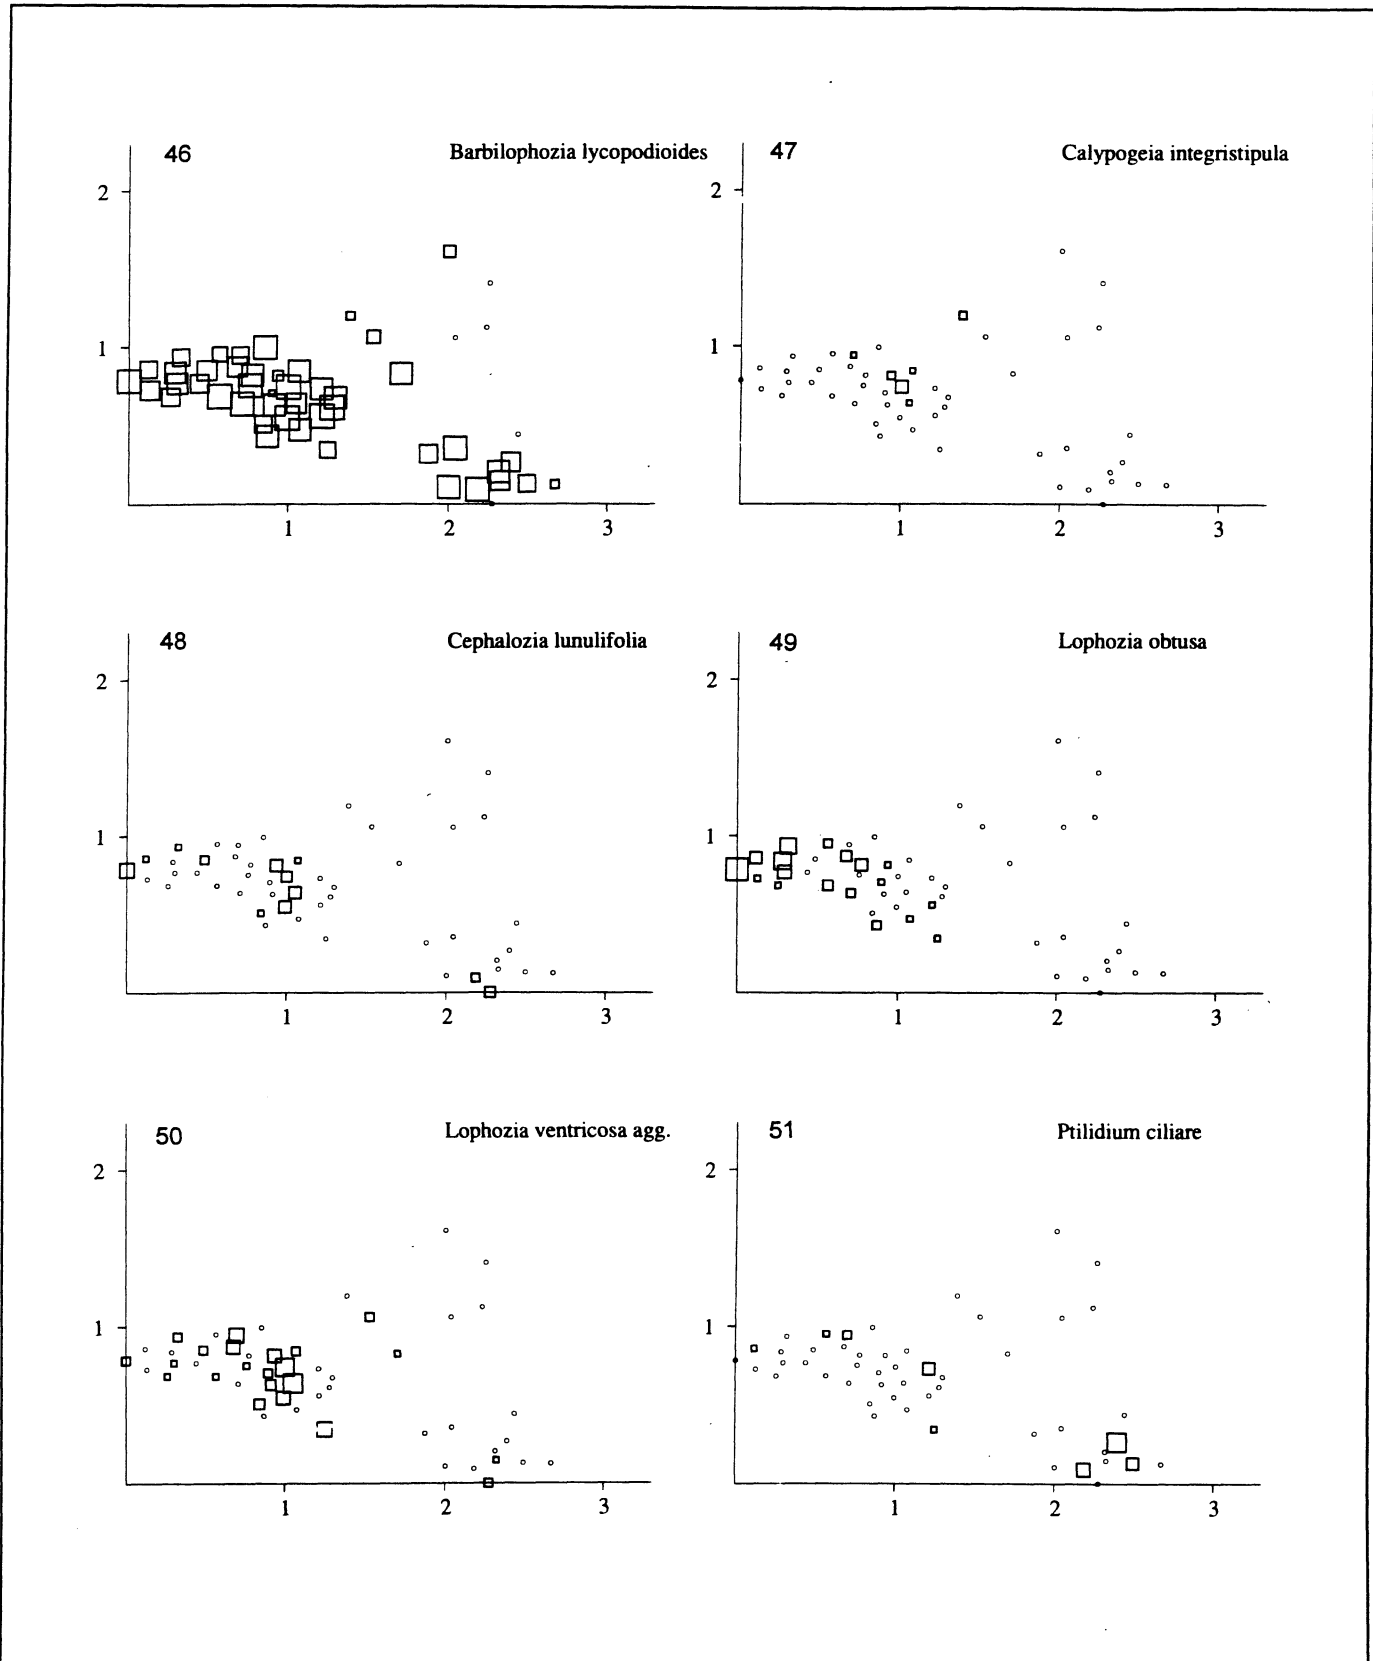 46 Barbilophozia lycopodioides
2
1
1 2 3
47 Calypogeia integristipula
2
1
1 2 3
48 Cephalozia lunulifolia
2
1
1 2 3
49 Lophozia obtusa
2
1
1 2 3
50 Lophozia ventricosa agg.
2
1
1 2 3
51 Ptilidium ciliare
2
1
1 2 3